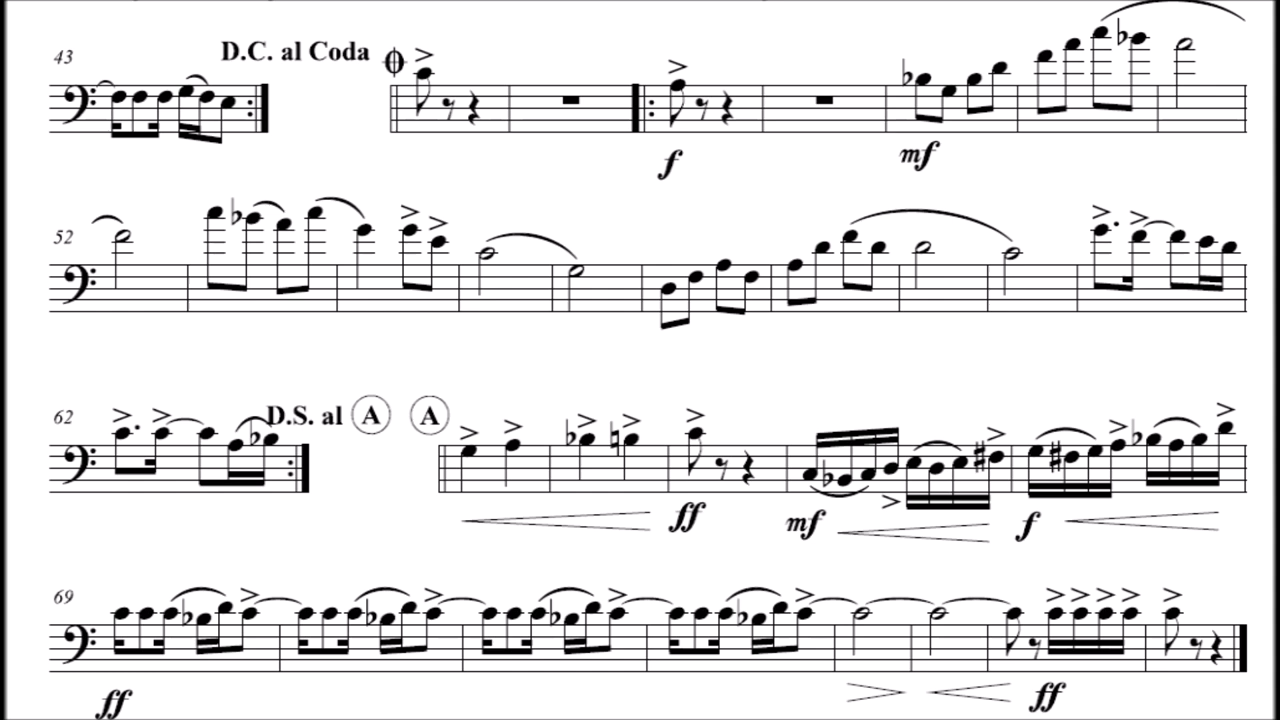 43 D.C. al Coda
f mf
52
62 D.S. al A A
ff mf f
69
ff ff